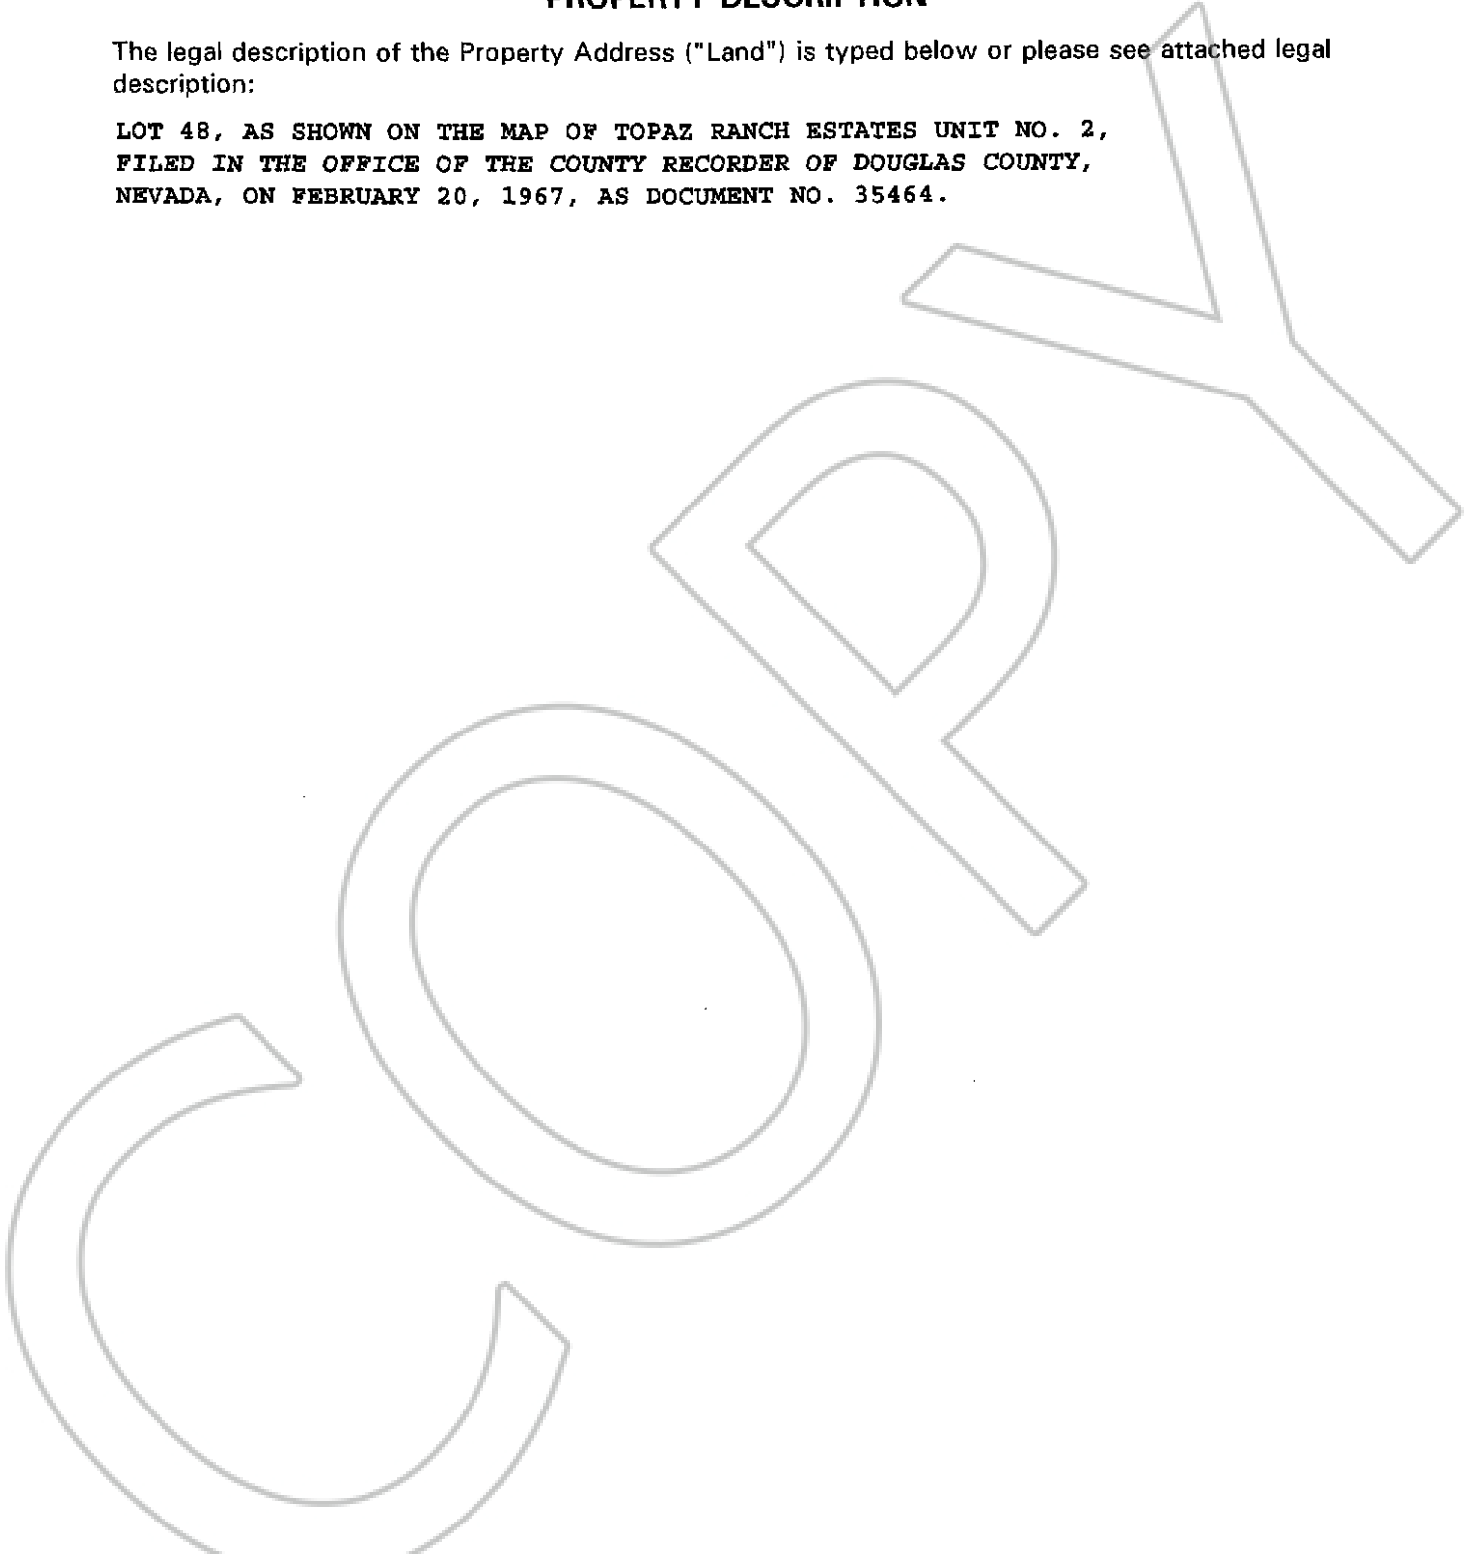 PROPERTY DESCRIPTION
The legal description of the Property Address ("Land") is typed below or please see attached legal
description:
LOT 48, AS SHOWN ON THE MAP OF TOPAZ RANCH ESTATES UNIT NO. 2,
FILED IN THE OFFICE OF THE COUNTY RECORDER OF DOUGLAS COUNTY,
NEVADA, ON FEBRUARY 20, 1967, AS DOCUMENT NO. 35464.
COPY